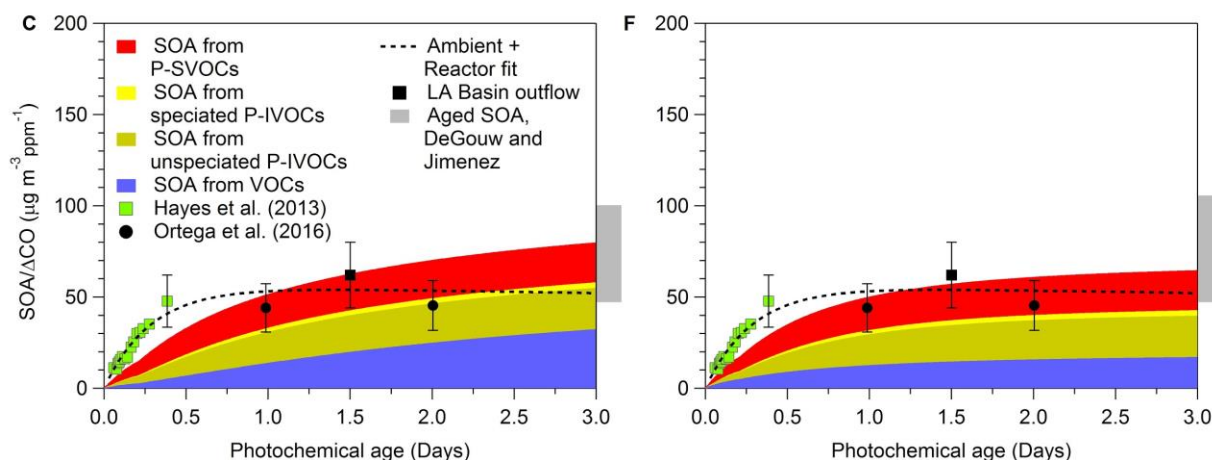 C
200
150
100
50
0
SOA/ΔCO (µg m⁻³ ppm⁻¹)
SOA from
P-SVOCs
SOA from
speciated P-IVOCs
SOA from
unspeciated P-IVOCs
SOA from VOCs
Hayes et al. (2013)
Ortega et al. (2016)
Ambient +
Reactor fit
LA Basin outflow
Aged SOA,
DeGouw and
Jimenez
0.0 0.5 1.0 1.5 2.0 2.5 3.0
Photochemical age (Days)
F
200
150
100
50
0
0.0 0.5 1.0 1.5 2.0 2.5 3.0
Photochemical age (Days)